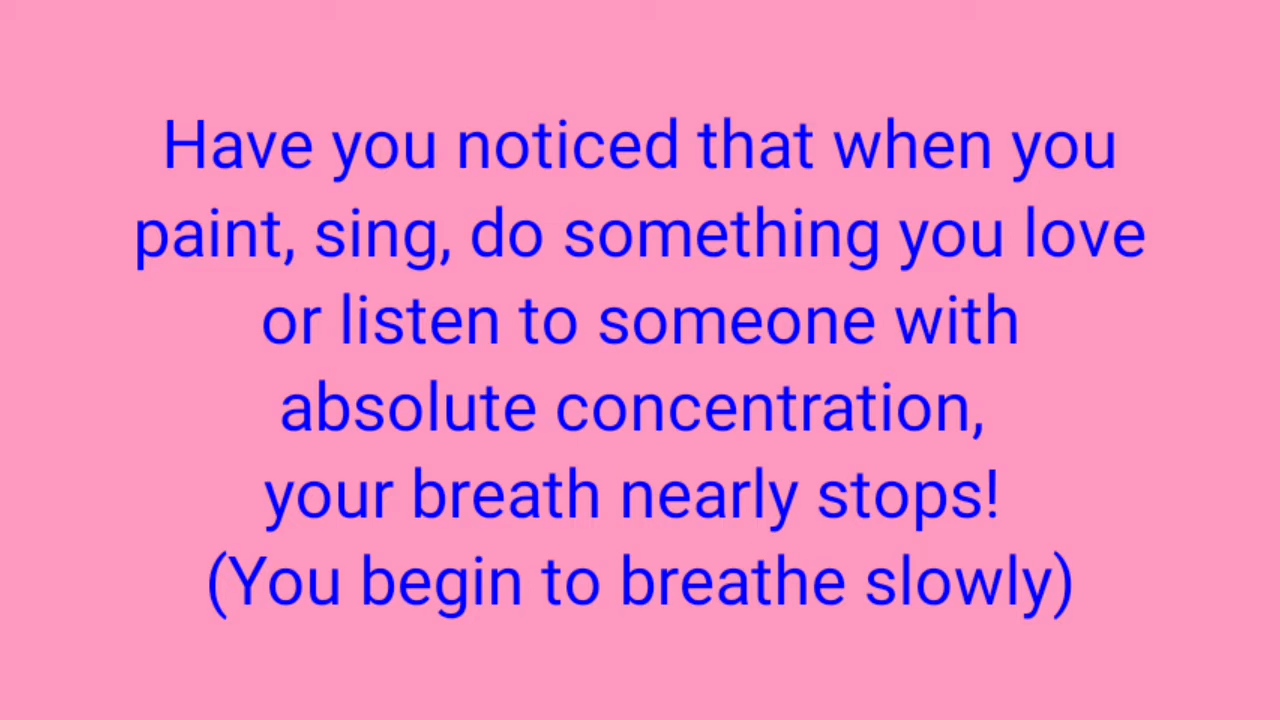 Have you noticed that when you
paint, sing, do something you love
or listen to someone with
absolute concentration,
your breath nearly stops!
(You begin to breathe slowly)